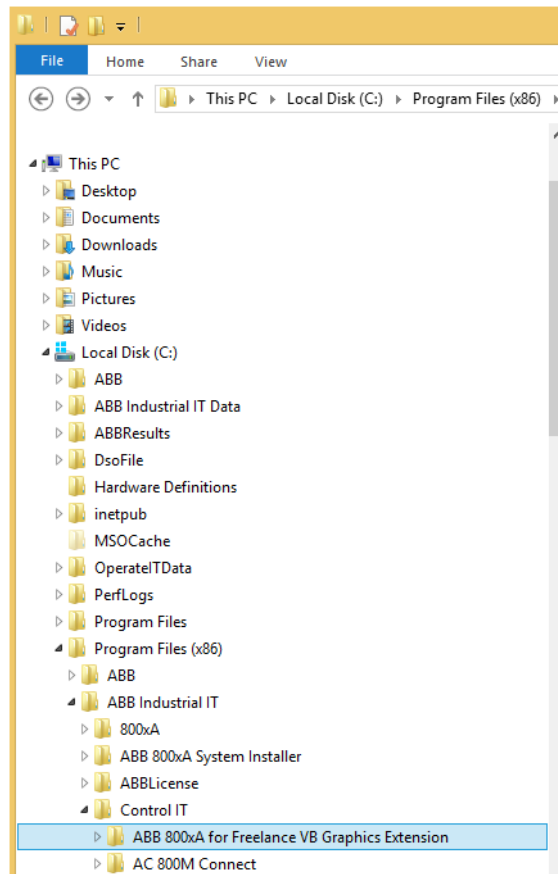 File Home Share View
This PC Local Disk (C:) Program Files (x86)
This PC
Desktop
Documents
Downloads
Music
Pictures
Videos
Local Disk (C:)
ABB
ABB Industrial IT Data
ABBResults
DsoFile
Hardware Definitions
inetpub
MSOCache
OperateITData
PerfLogs
Program Files
Program Files (x86)
ABB
ABB Industrial IT
800xA
ABB 800xA System Installer
ABBLicense
Control IT
ABB 800xA for Freelance VB Graphics Extension
AC 800M Connect